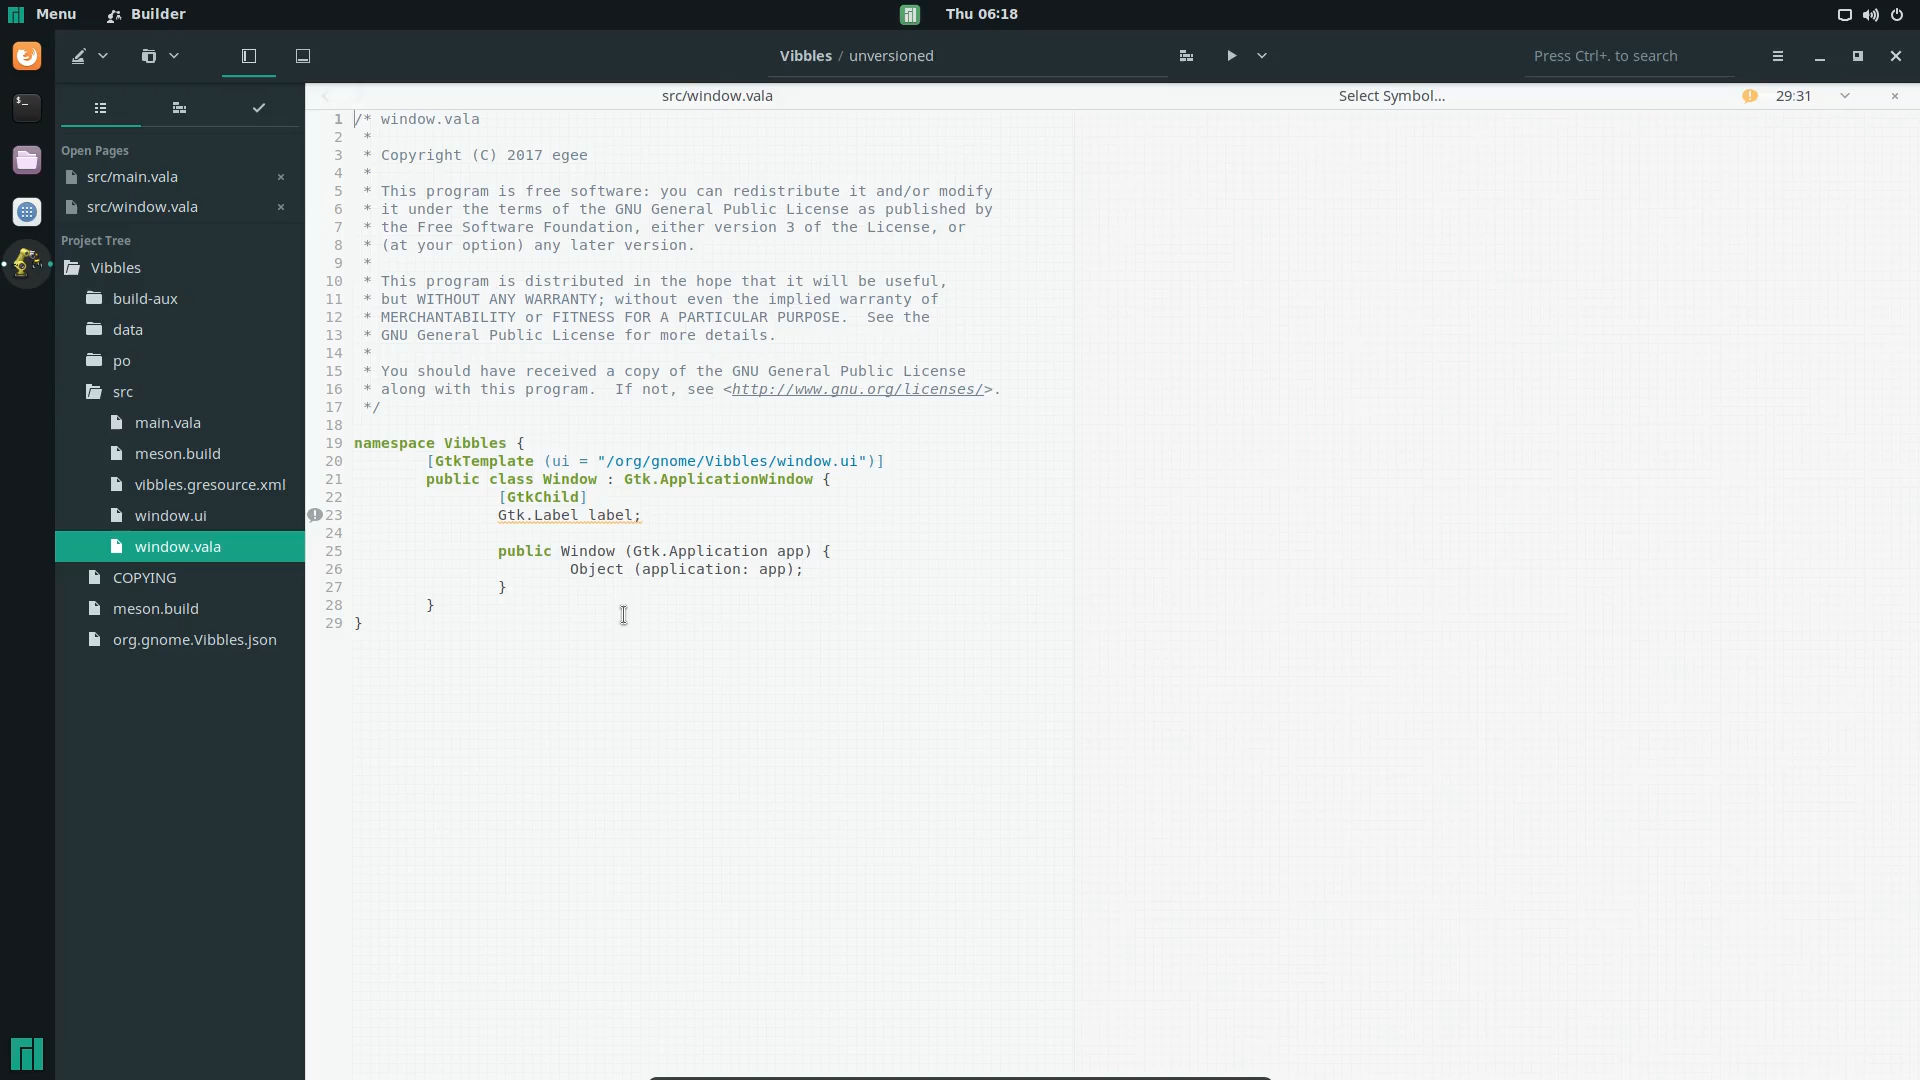 Menu Builder Thu 06:18
Vibbles / unversioned Press Ctrl+. to search
src/window.vala Select Symbol... 29:31
Open Pages
src/main.vala
src/window.vala
Project Tree
Vibbles
build-aux
data
po
src
main.vala
meson.build
vibbles.gresource.xml
window.ui
window.vala
COPYING
meson.build
org.gnome.Vibbles.json
1 /* window.vala
2  *
3  * Copyright (C) 2017 egee
4  *
5  * This program is free software: you can redistribute it and/or modify
6  * it under the terms of the GNU General Public License as published by
7  * the Free Software Foundation, either version 3 of the License, or
8  * (at your option) any later version.
9  *
10  * This program is distributed in the hope that it will be useful,
11  * but WITHOUT ANY WARRANTY; without even the implied warranty of
12  * MERCHANTABILITY or FITNESS FOR A PARTICULAR PURPOSE.  See the
13  * GNU General Public License for more details.
14  *
15  * You should have received a copy of the GNU General Public License
16  * along with this program.  If not, see <http://www.gnu.org/licenses/>.
17  */
18
19 namespace Vibbles {
20         [GtkTemplate (ui = "/org/gnome/Vibbles/window.ui")]
21         public class Window : Gtk.ApplicationWindow {
22                 [GtkChild]
23                 Gtk.Label label;
24
25                 public Window (Gtk.Application app) {
26                         Object (application: app);
27                 }
28         }
29 }